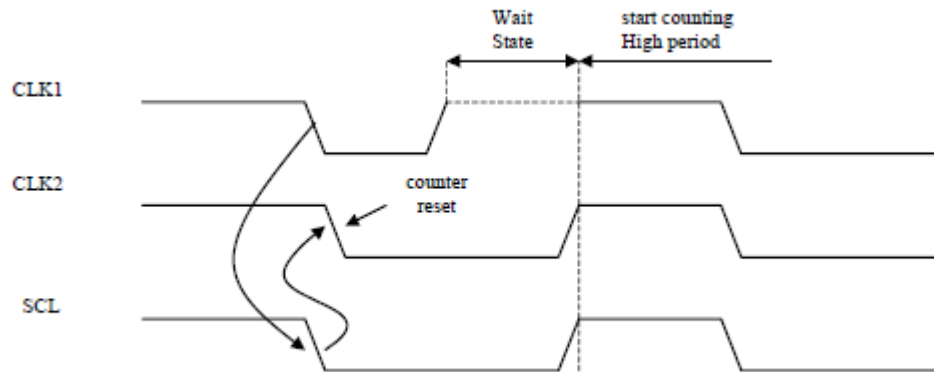 Wait
State
start counting
High period
CLK1
CLK2
counter
reset
SCL